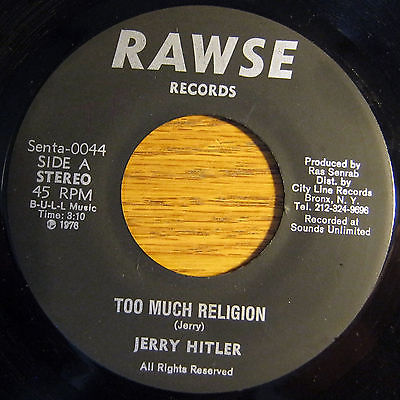 RAWSE
RECORDS
Senta-0044
SIDE A
STEREO
45 RPM
B-U-L-L Music
Time: 3:10
℗ 1976
Produced by
Ras Senrab
Dist. by
City Line Records
Bronx, N. Y.
Tel. 212-324-9696
Recorded at
Sounds Unlimited
TOO MUCH RELIGION
(Jerry)
JERRY HITLER
All Rights Reserved